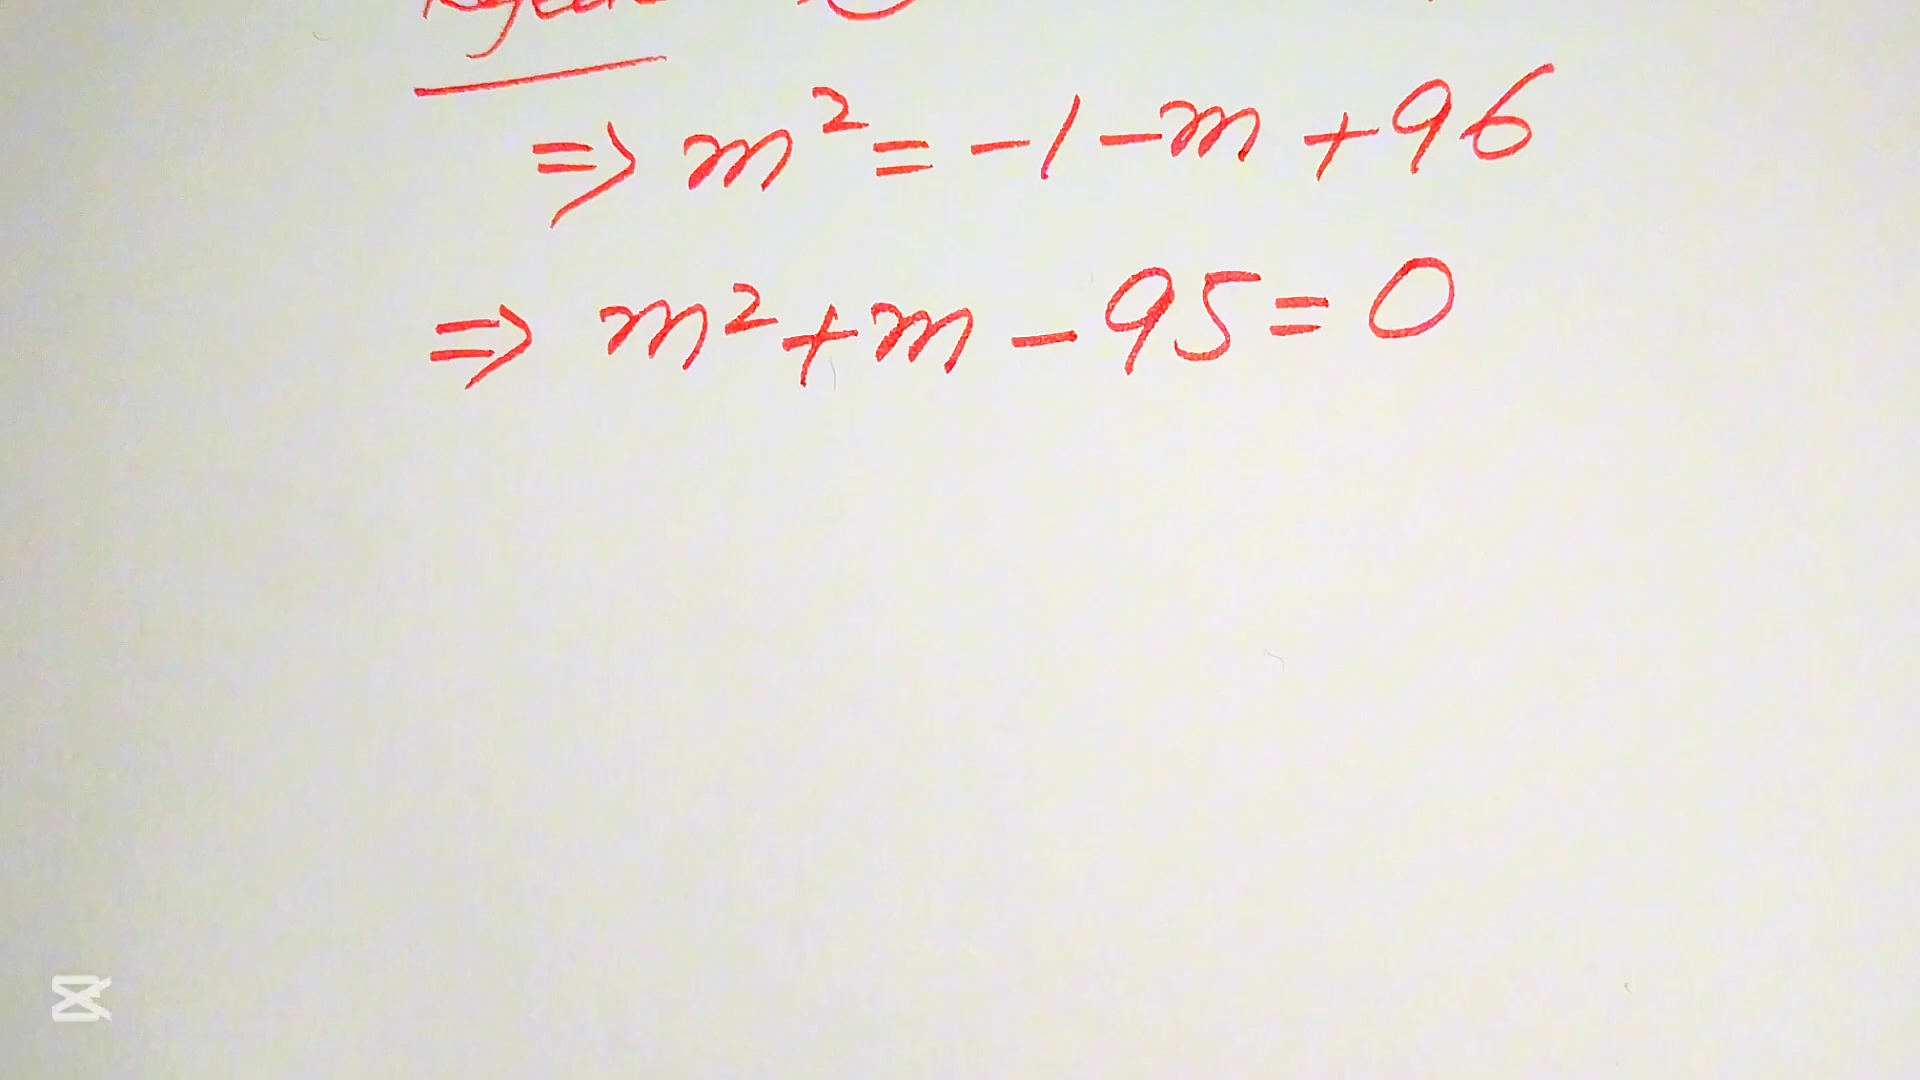 => m² = -1 - m + 96
=> m² + m - 95 = 0